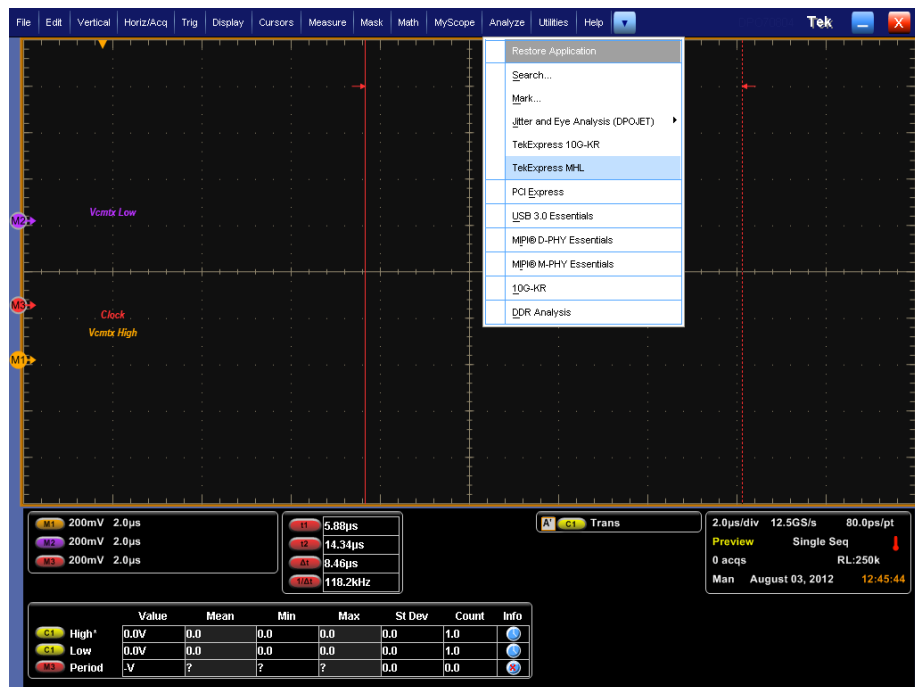 File Edit Vertical Horiz/Acq Trig Display Cursors Measure Mask Math MyScope Analyze Utilities Help Tek X
Restore Application
Search...
Mark...
Jitter and Eye Analysis (DPOJET)
TekExpress 10G-KR
TekExpress MHL
PCI Express
USB 3.0 Essentials
MIPI® D-PHY Essentials
MIPI® M-PHY Essentials
10G-KR
DDR Analysis
Vcmtx Low
M2
M3
Clock
Vcmtx High
M1
M1 200mV 2.0µs
M2 200mV 2.0µs
M3 200mV 2.0µs
t1 5.88µs
t2 14.34µs
Δt 8.46µs
1/Δt 118.2kHz
A' C1 Trans
2.0µs/div 12.5GS/s 80.0ps/pt
Preview Single Seq
0 acqs RL:250k
Man August 03, 2012 12:45:44
Value Mean Min Max St Dev Count Info
C1 High* 0.0V 0.0 0.0 0.0 0.0 1.0
C1 Low 0.0V 0.0 0.0 0.0 0.0 1.0
M3 Period -V ? ? ? 0.0 0.0